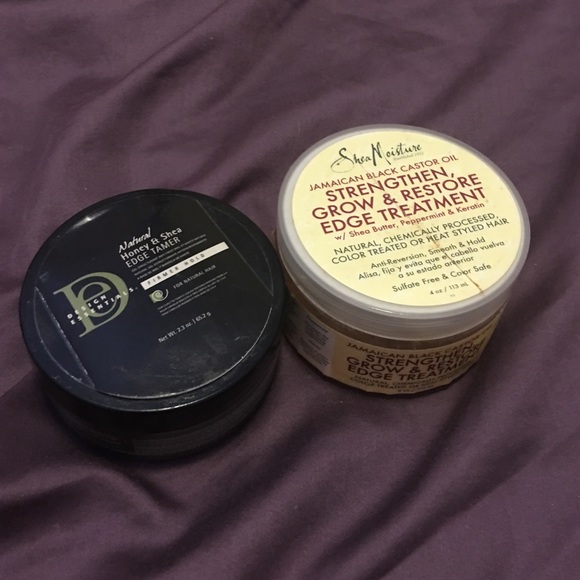 Natural
Honey & Shea
EDGE TAMER
FIRMER HOLD
FOR NATURAL HAIR
DE
DESIGN
ESSENTIALS
Net Wt. 2.3 oz. | 65.2 g
SheaMoisture
JAMAICAN BLACK CASTOR OIL
STRENGTHEN,
GROW & RESTORE
EDGE TREATMENT
w/ Shea Butter, Peppermint & Keratin
NATURAL, CHEMICALLY PROCESSED,
COLOR TREATED OR HEAT STYLED HAIR
Anti-Reversion, Smooth & Hold
Alisa, fija y evita que el cabello vuelva
a su estado anterior
Sulfate Free & Color Safe
4 oz / 113 mL
JAMAICAN BLACK
STRENGTHEN,
GROW & RESTORE
EDGE TREATMENT